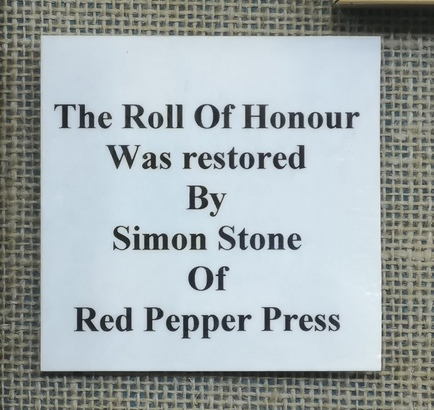 The Roll Of Honour
Was restored
By
Simon Stone
Of
Red Pepper Press